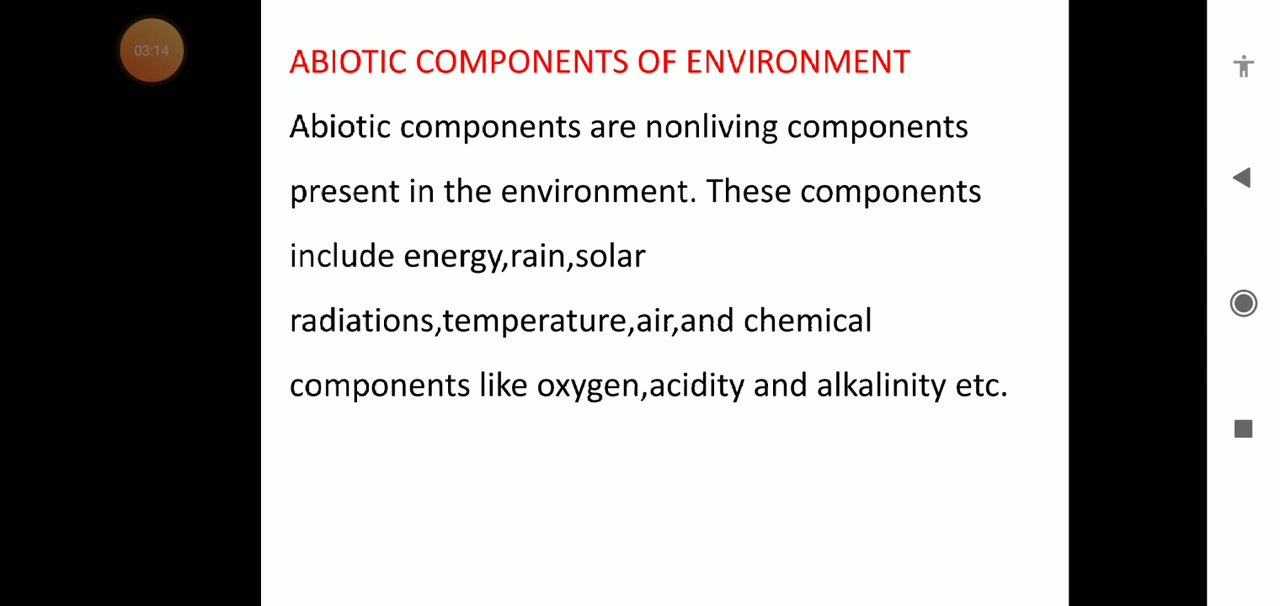 03:14
ABIOTIC COMPONENTS OF ENVIRONMENT
Abiotic components are nonliving components
present in the environment. These components
include energy,rain,solar
radiations,temperature,air,and chemical
components like oxygen,acidity and alkalinity etc.